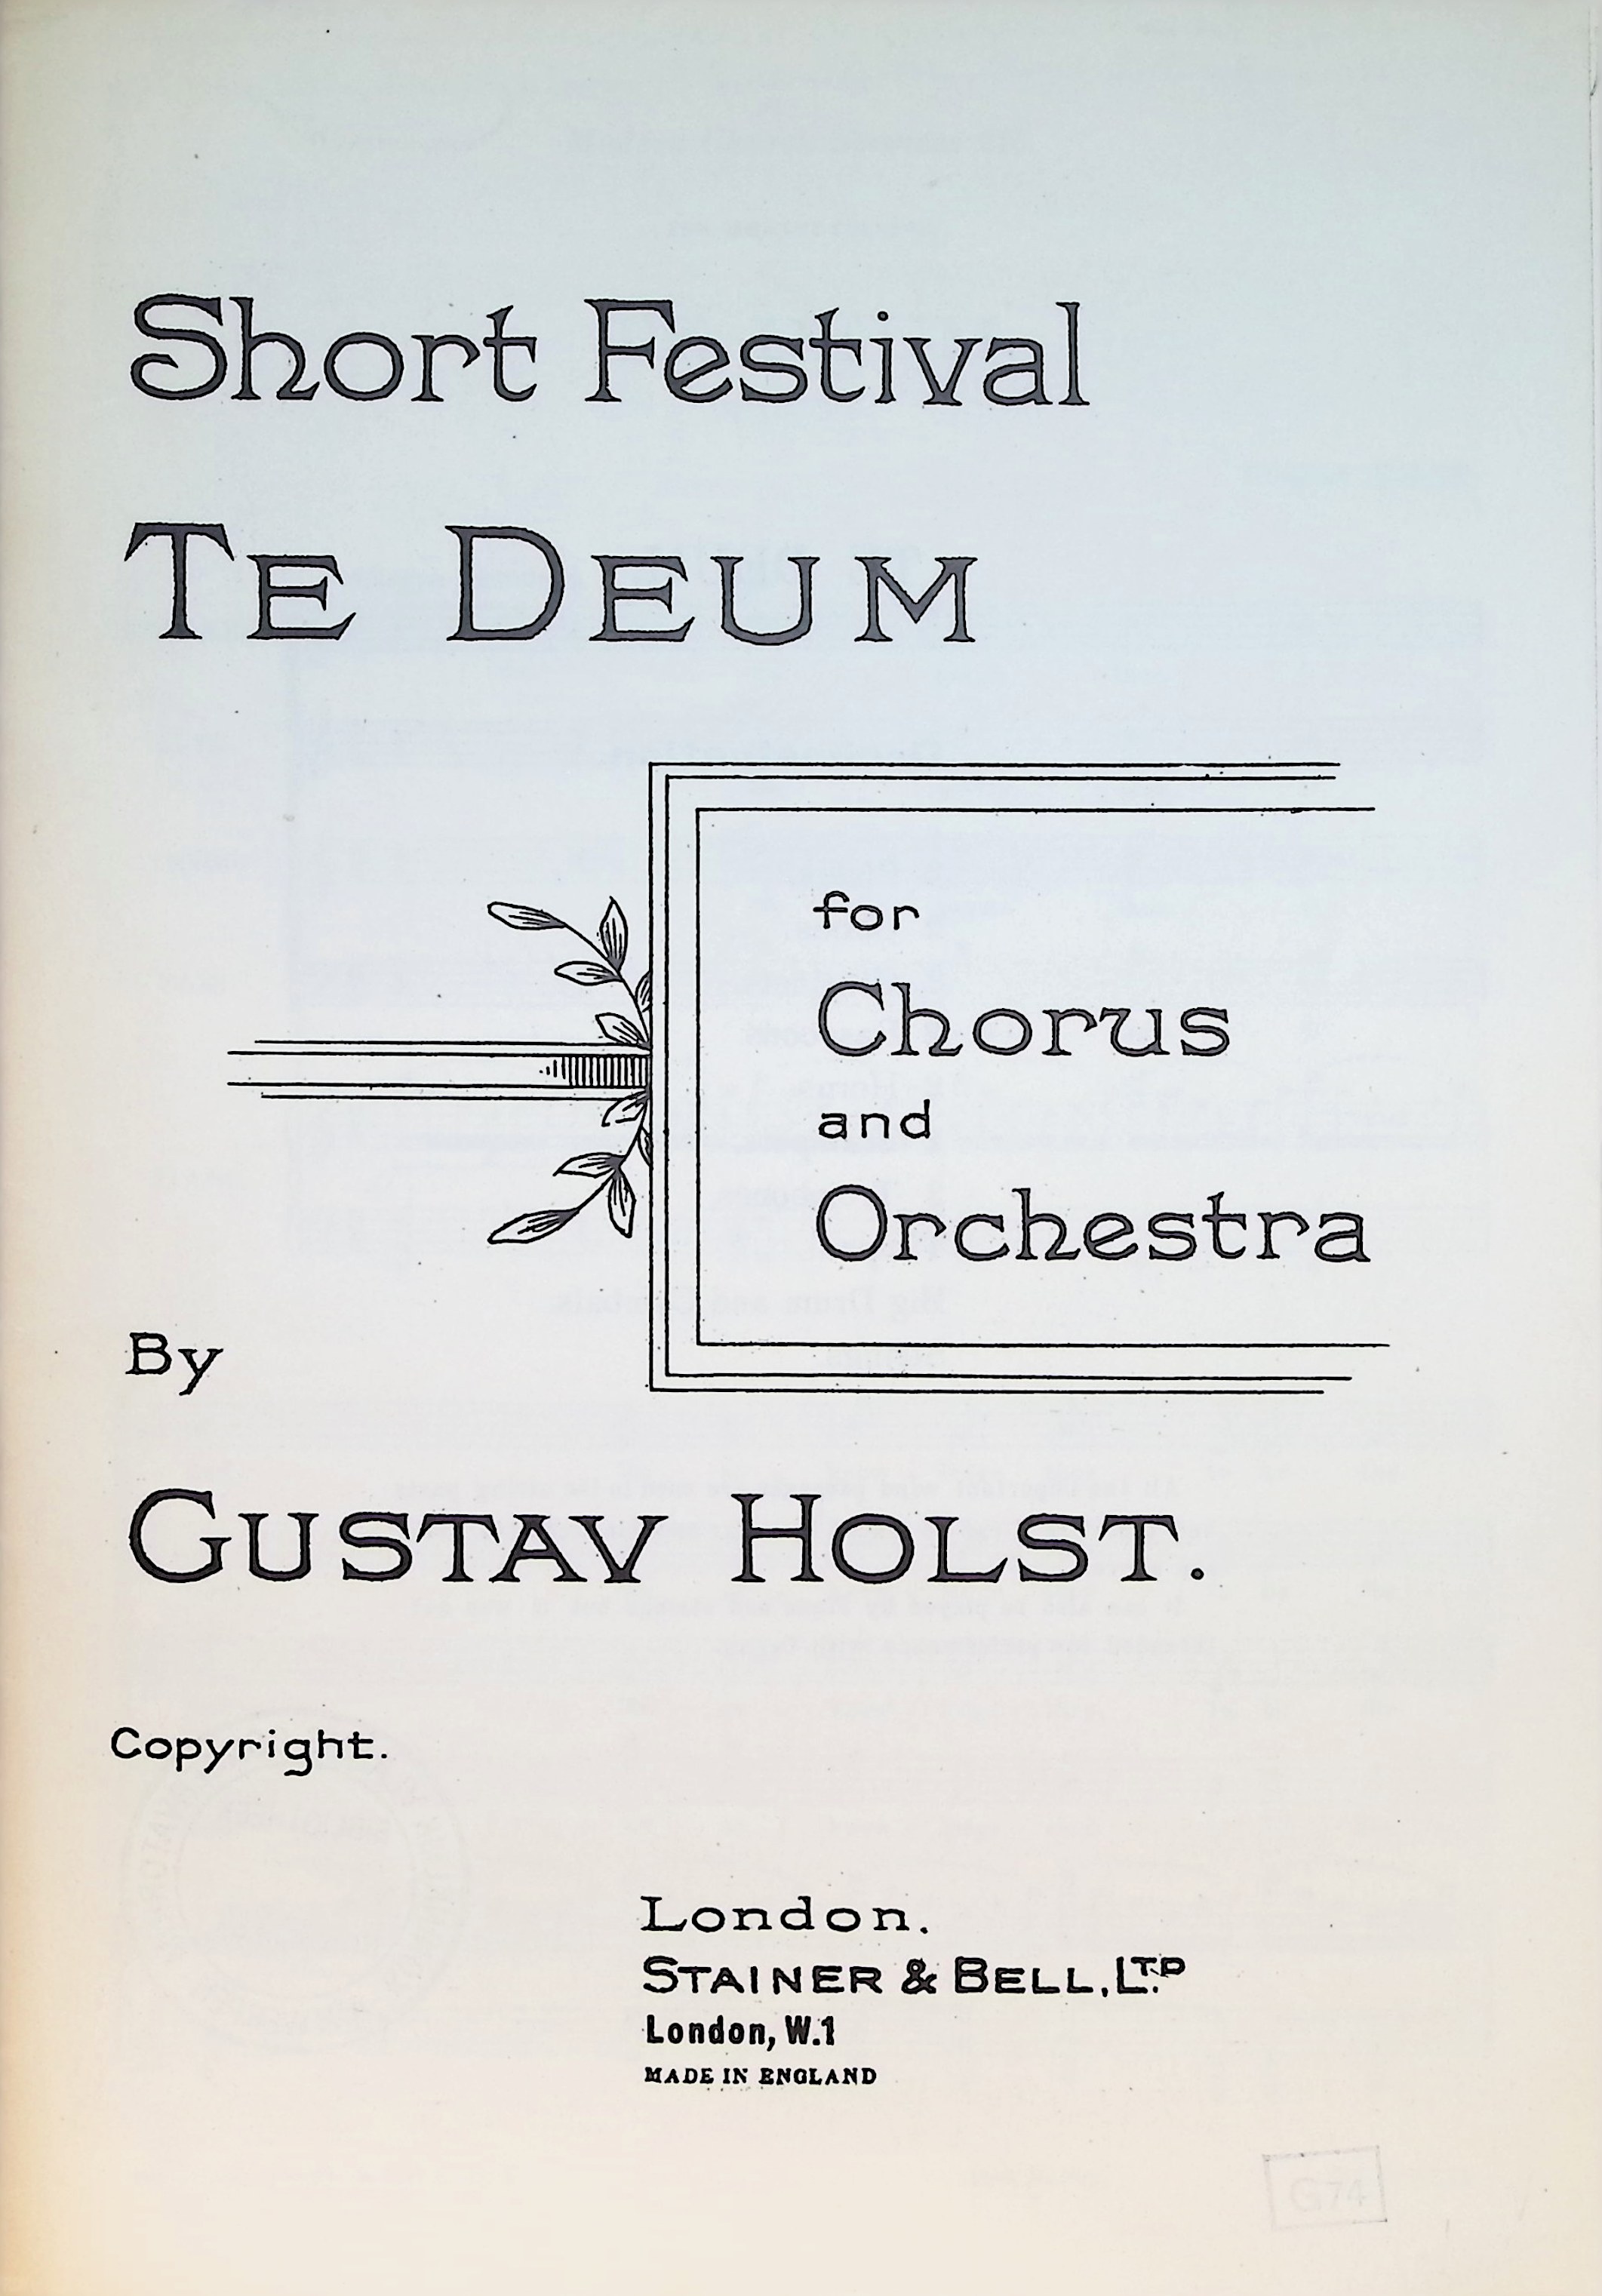 Short Festival
TE DEUM
for
Chorus
and
Orchestra
By
GUSTAV HOLST.
Copyright.
London.
STAINER & BELL, LTD.
London, W.1
MADE IN ENGLAND
G74